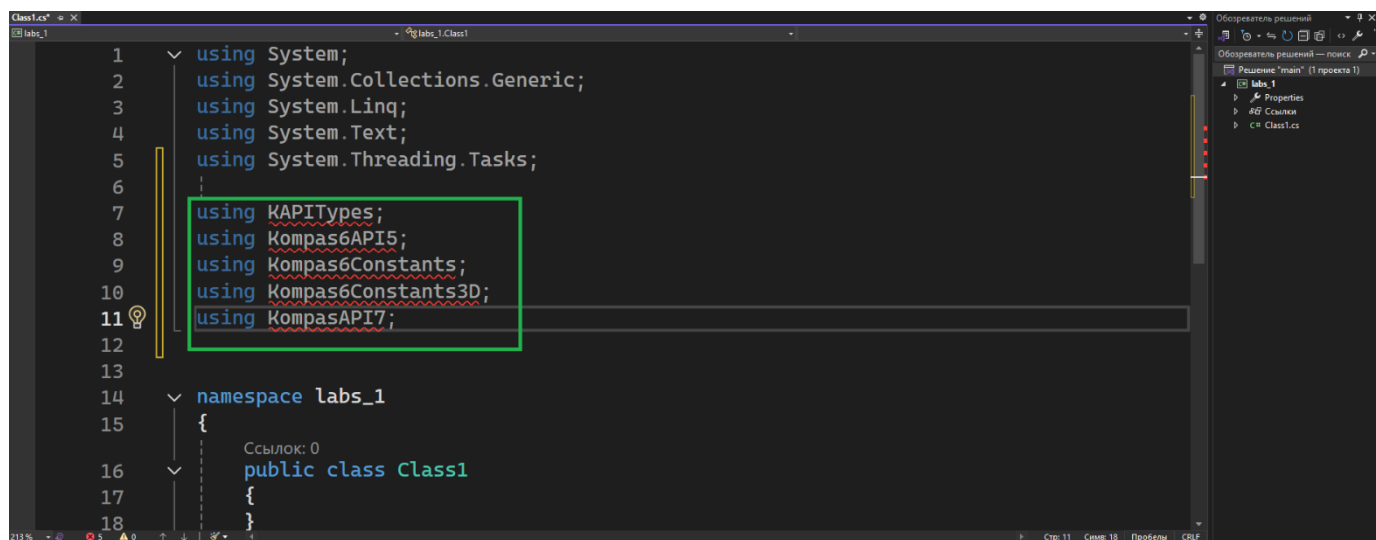 Class1.cs*
labs_1
labs_1.Class1
1 using System;
2 using System.Collections.Generic;
3 using System.Linq;
4 using System.Text;
5 using System.Threading.Tasks;
6
7 using KAPITypes;
8 using Kompas6API5;
9 using Kompas6Constants;
10 using Kompas6Constants3D;
11 using KompasAPI7;
12
13
14 namespace labs_1
15 {
Ссылок: 0
16 public class Class1
17 {
18 }
213 % 5 0 Стр: 11 Симв: 18 Пробелы CRLF
Обозреватель решений
Обозреватель решений — поиск
Решение "main" (1 проекта 1)
C# labs_1
Properties
Ссылки
C# Class1.cs